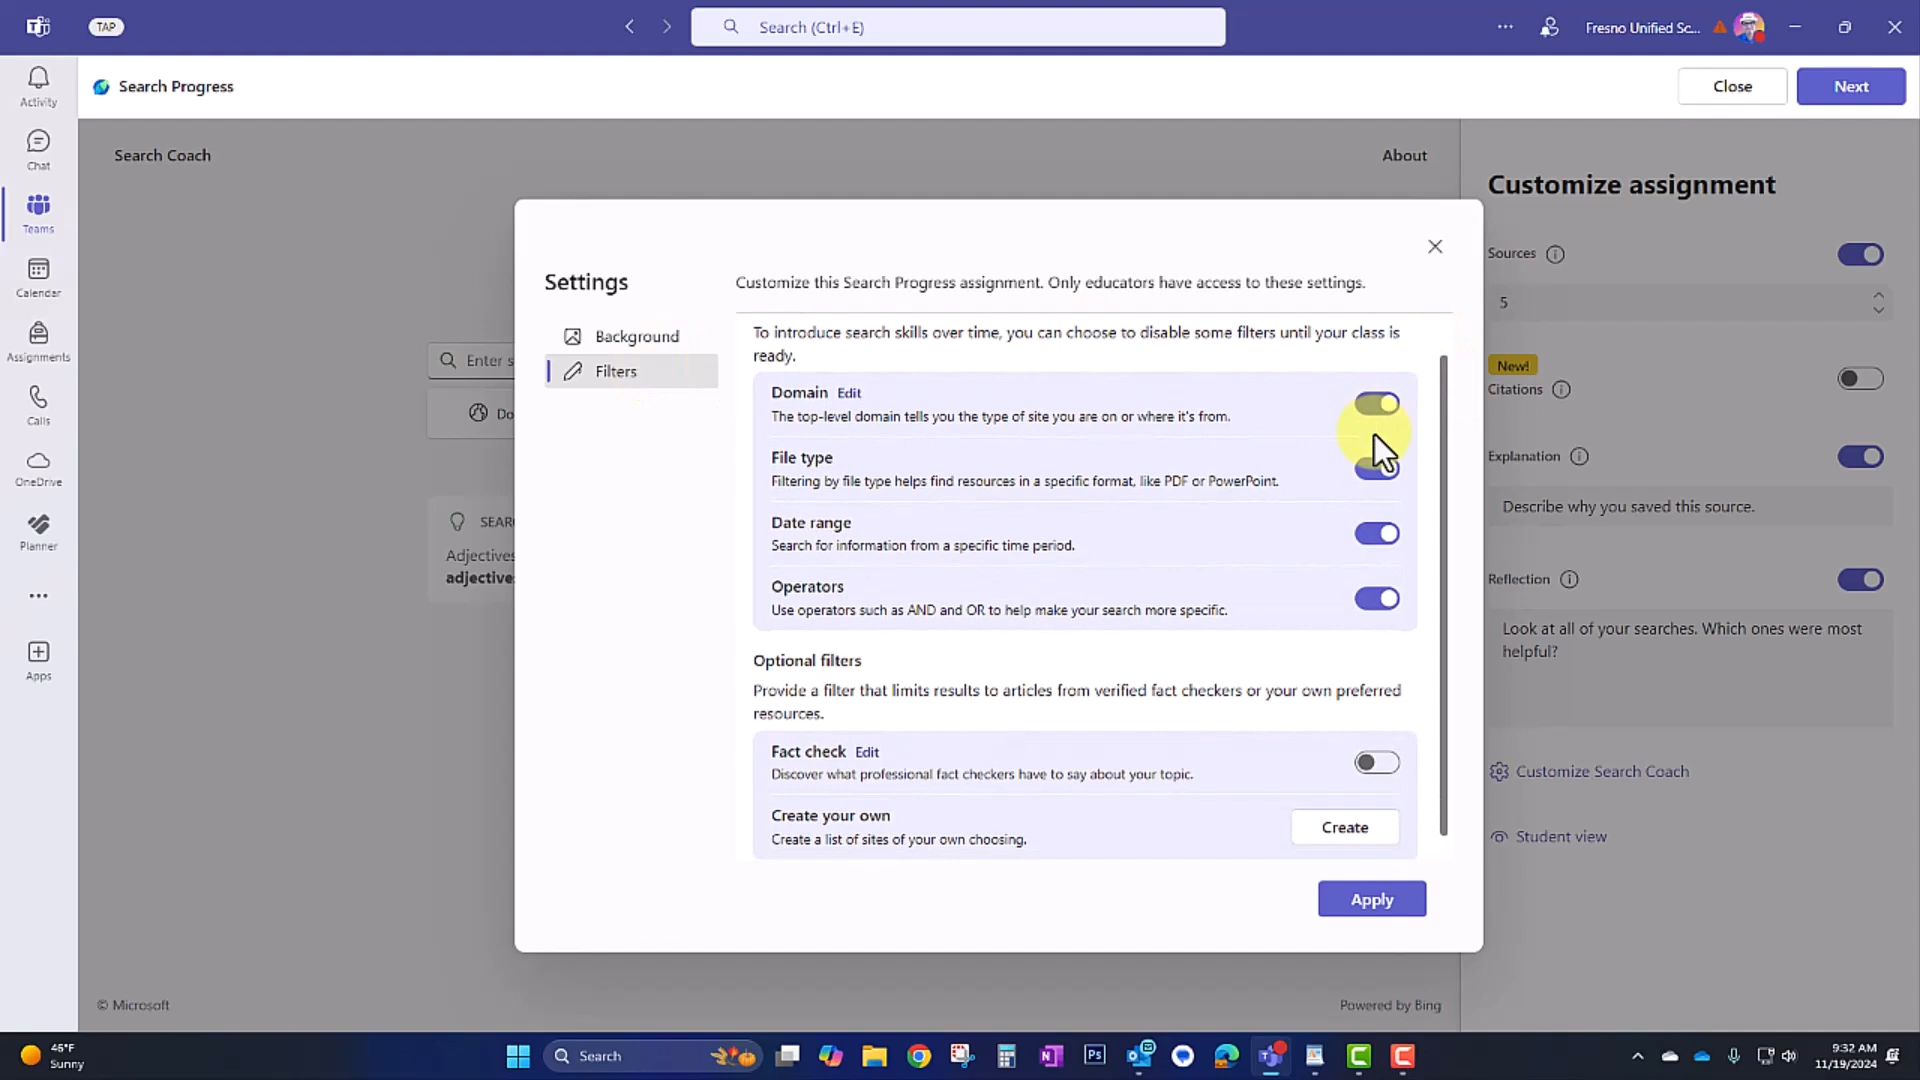 TAP
Search (Ctrl+E)
Fresno Unified Sc...
Search Progress
Close
Next
Activity
Chat
Teams
Calendar
Assignments
Calls
OneDrive
Planner
Apps
Search Coach
About
Enter s
Do
SEAR
Adjectives
adjective
© Microsoft
Powered by Bing
Settings
Background
Filters
Customize this Search Progress assignment. Only educators have access to these settings.
To introduce search skills over time, you can choose to disable some filters until your class is
ready.
Domain Edit
The top-level domain tells you the type of site you are on or where it's from.
File type
Filtering by file type helps find resources in a specific format, like PDF or PowerPoint.
Date range
Search for information from a specific time period.
Operators
Use operators such as AND and OR to help make your search more specific.
Optional filters
Provide a filter that limits results to articles from verified fact checkers or your own preferred
resources.
Fact check Edit
Discover what professional fact checkers have to say about your topic.
Create your own
Create a list of sites of your own choosing.
Create
Apply
Customize assignment
Sources
5
New!
Citations
Explanation
Describe why you saved this source.
Reflection
Look at all of your searches. Which ones were most
helpful?
Customize Search Coach
Student view
46°F
Sunny
Search
9:32 AM
11/19/2024